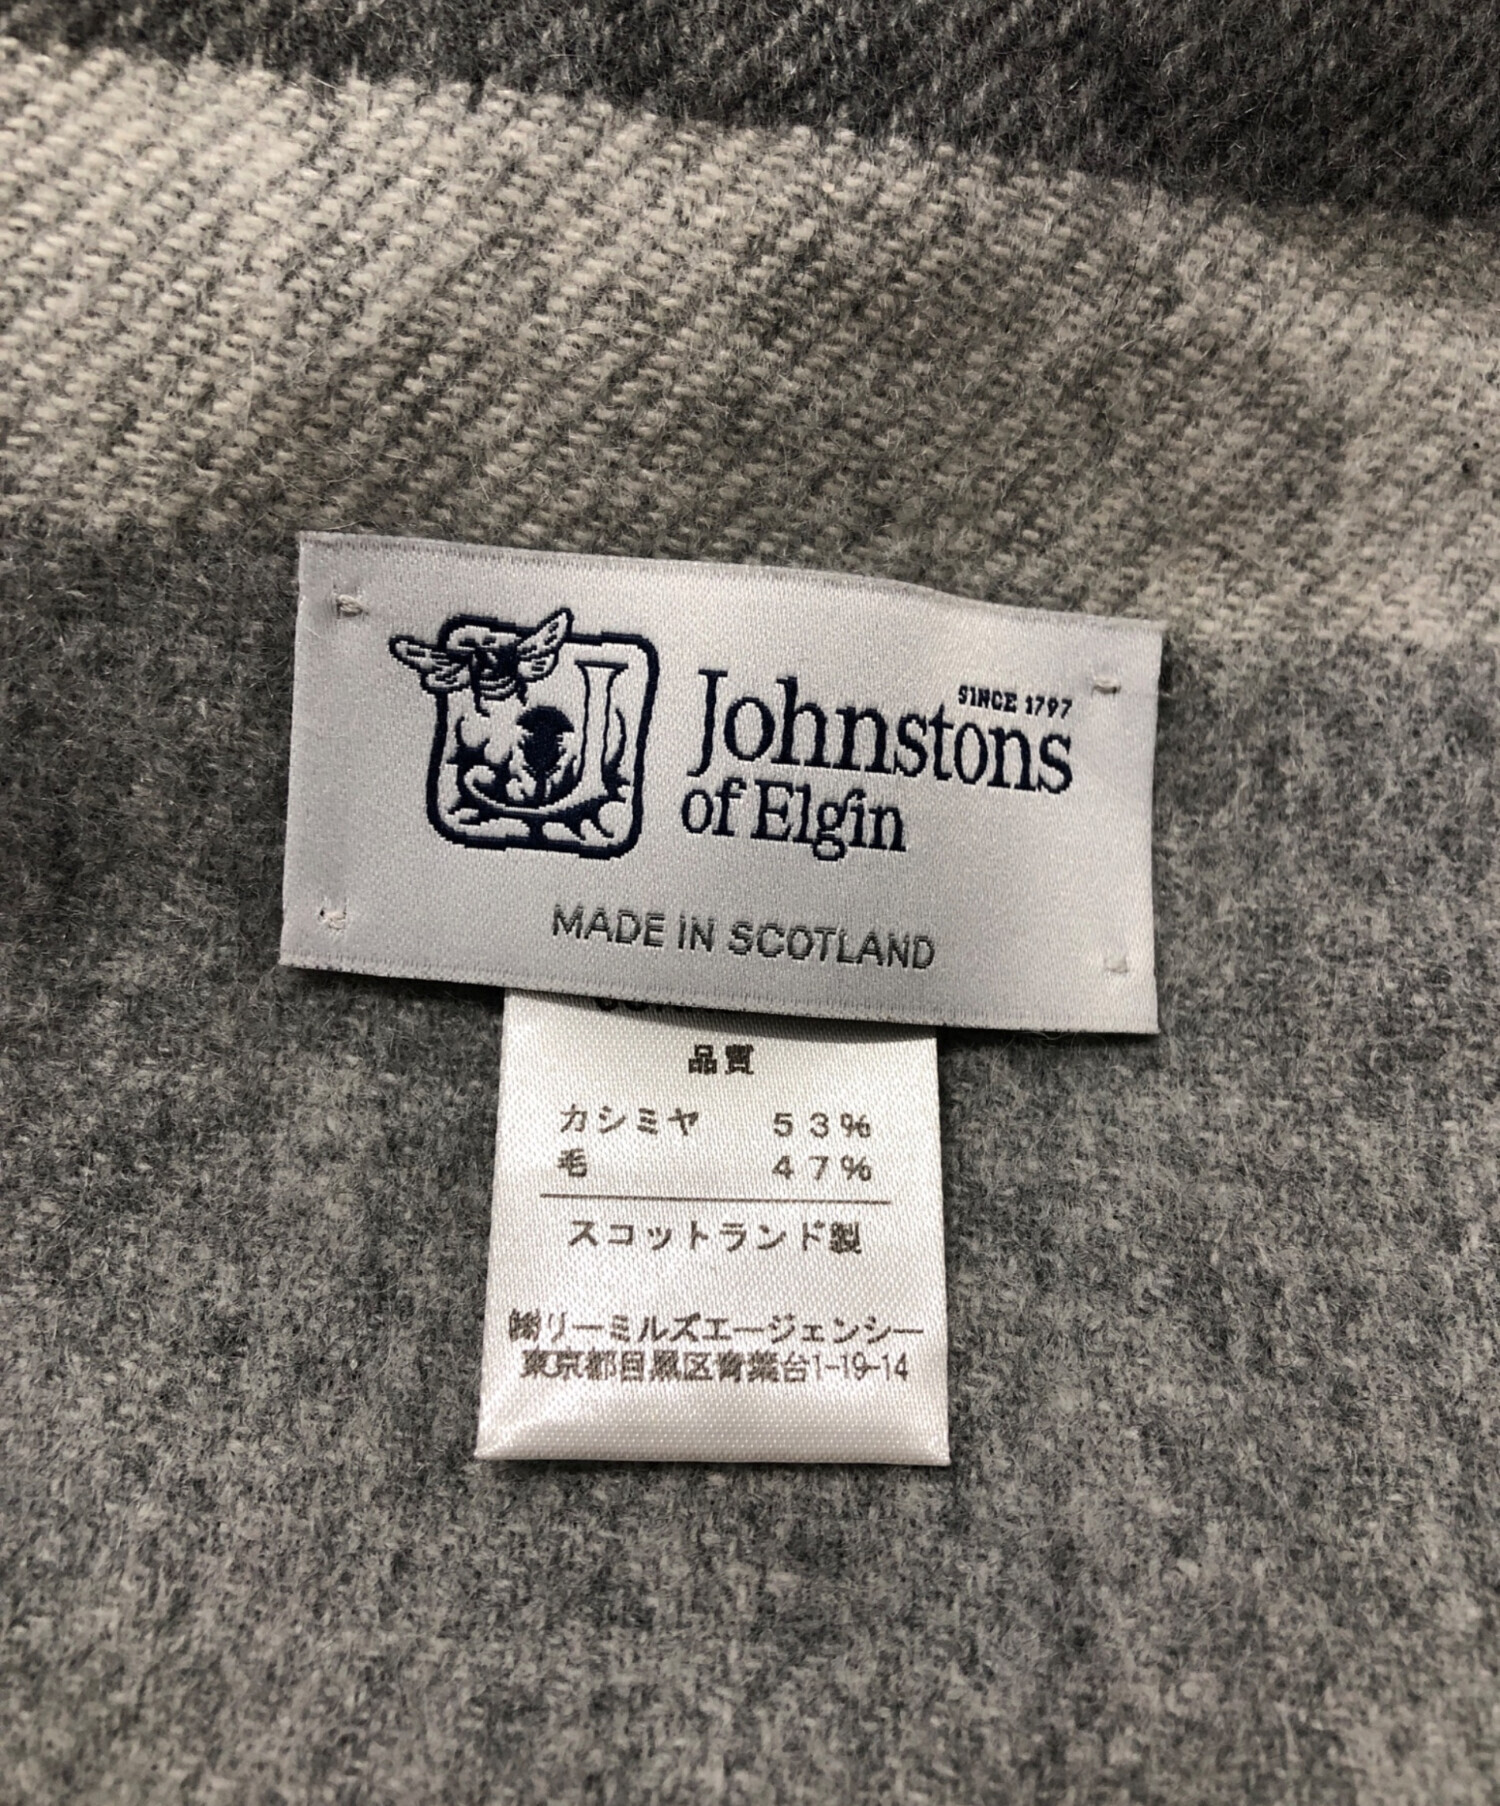 SINCE 1797
Johnstons
of Elgin
MADE IN SCOTLAND
品質
カシミヤ 53%
毛 47%
スコットランド製
㈱リーミルズエージェンシー
東京都目黒区青葉台1-19-14